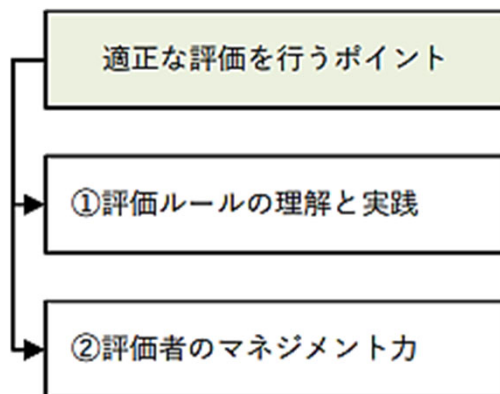 適正な評価を行うポイント
①評価ルールの理解と実践
②評価者のマネジメント力